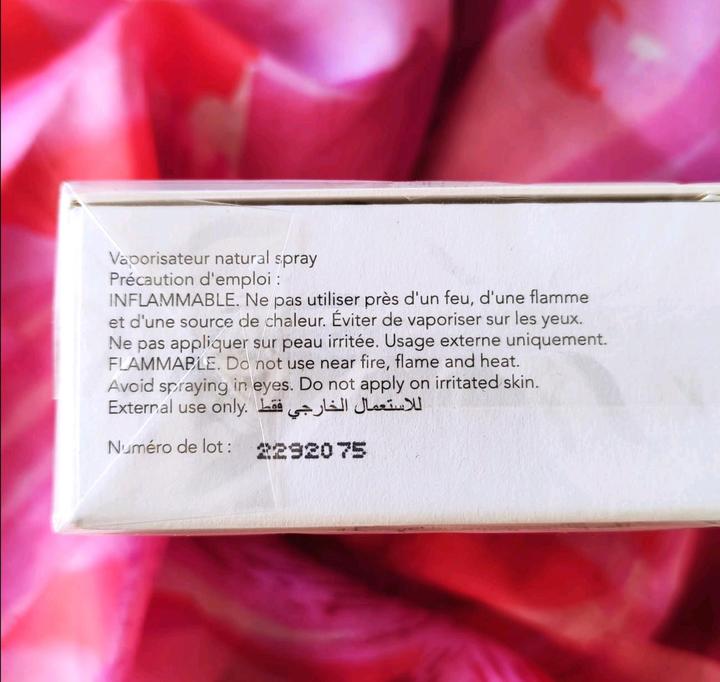 Vaporisateur natural spray
Précaution d'emploi :
INFLAMMABLE. Ne pas utiliser près d'un feu, d'une flamme
et d'une source de chaleur. Éviter de vaporiser sur les yeux.
Ne pas appliquer sur peau irritée. Usage externe uniquement.
FLAMMABLE. Do not use near fire, flame and heat.
Avoid spraying in eyes. Do not apply on irritated skin.
External use only. للاستعمال الخارجي فقط
Numéro de lot : 2292075